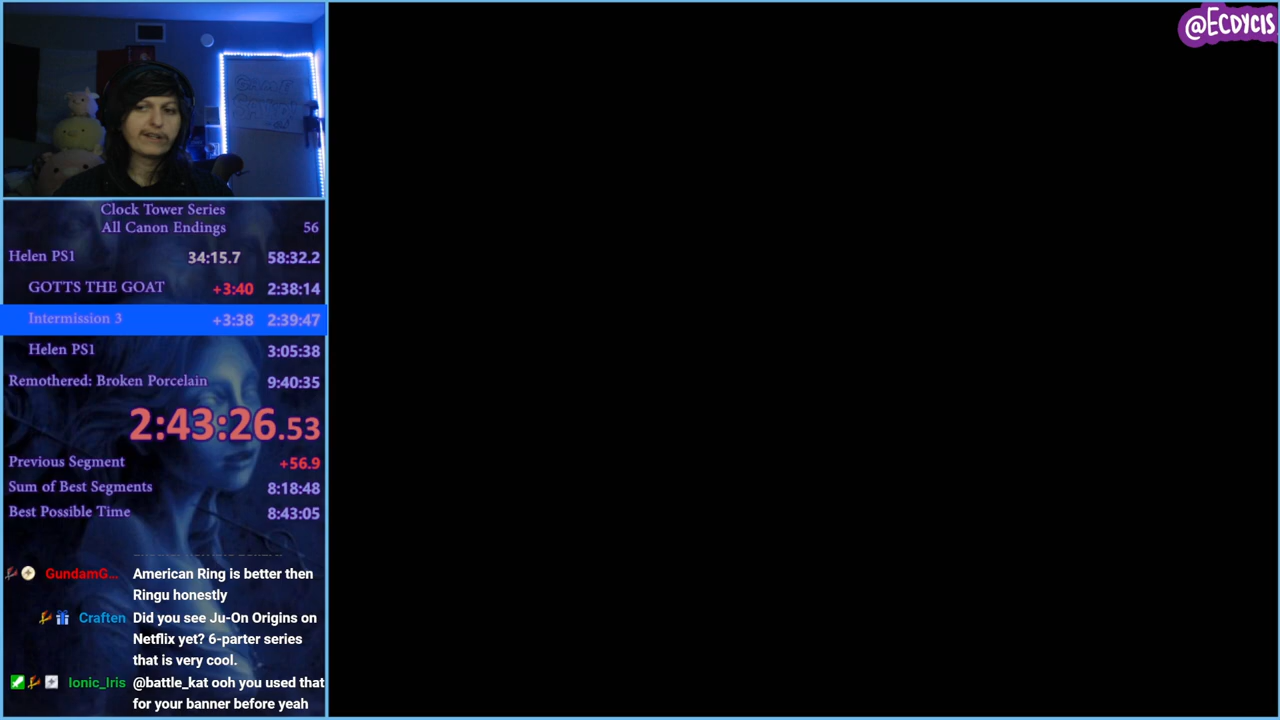 @ECDYCIS
Clock Tower Series
All Canon Endings 56
Helen PS1 34:15.7 58:32.2
GOTTS THE GOAT +3:40 2:38:14
Intermission 3 +3:38 2:39:47
Helen PS1 3:05:38
Remothered: Broken Porcelain 9:40:35
2:43:26.53
Previous Segment +56.9
Sum of Best Segments 8:18:48
Best Possible Time 8:43:05
GundamG... American Ring is better then
Ringu honestly
Craften Did you see Ju-On Origins on
Netflix yet? 6-parter series
that is very cool.
Ionic_Iris @battle_kat ooh you used that
for your banner before yeah